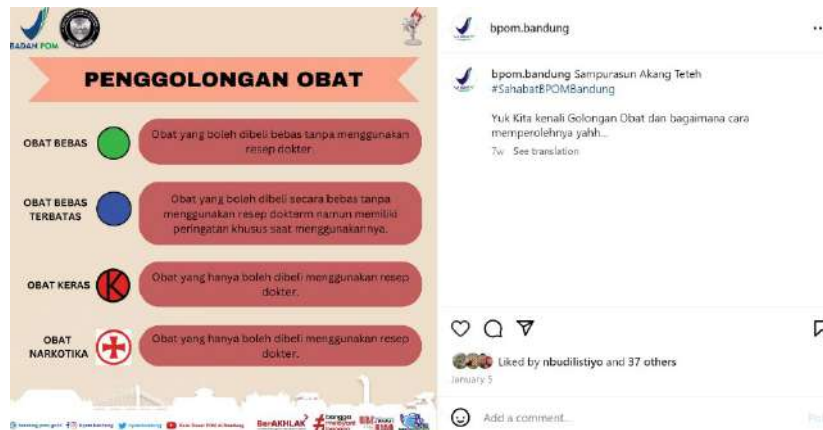 BADAN POM
PENGGOLONGAN OBAT
OBAT BEBAS
Obat yang boleh dibeli bebas tanpa menggunakan
resep dokter.
OBAT BEBAS
TERBATAS
Obat yang boleh dibeli secara bebas tanpa
menggunakan resep dokterm namun memiliki
peringatan khusus saat menggunakannya.
OBAT KERAS
K
Obat yang hanya boleh dibeli menggunakan resep
dokter.
OBAT
NARKOTIKA
Obat yang hanya boleh dibeli menggunakan resep
dokter.
BerAKHLAK
bangga
melayani
bangsa
bpom.bandung
bpom.bandung Sampurasun Akang Teteh
#SahabatBPOMBandung
Yuk Kita kenali Golongan Obat dan bagaimana cara
memperolehnya yahh...
7w See translation
Liked by nbudilistiyo and 37 others
January 5
Add a comment...